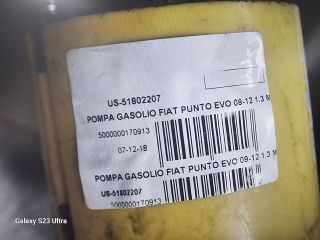 US-51802207
POMPA GASOLIO FIAT PUNTO EVO 09-12 1.3 M
5000000170913
07-12-18
POMPA GASOLIO FIAT PUNTO EVO 09-12 1.3 M
US-51802207
5000000170913
Galaxy S23 Ultra